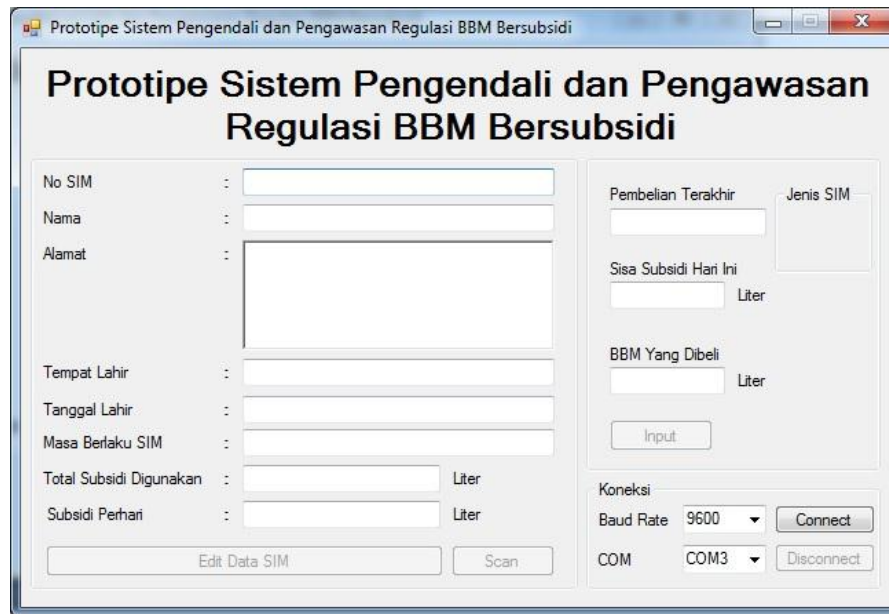 Prototipe Sistem Pengendali dan Pengawasan Regulasi BBM Bersubsidi
Prototipe Sistem Pengendali dan Pengawasan
Regulasi BBM Bersubsidi
No SIM :
Nama :
Alamat :
Tempat Lahir :
Tanggal Lahir :
Masa Berlaku SIM :
Total Subsidi Digunakan : Liter
Subsidi Perhari : Liter
Edit Data SIM Scan
Pembelian Terakhir
Jenis SIM
Sisa Subsidi Hari Ini
Liter
BBM Yang Dibeli
Liter
Input
Koneksi
Baud Rate 9600 Connect
COM COM3 Disconnect